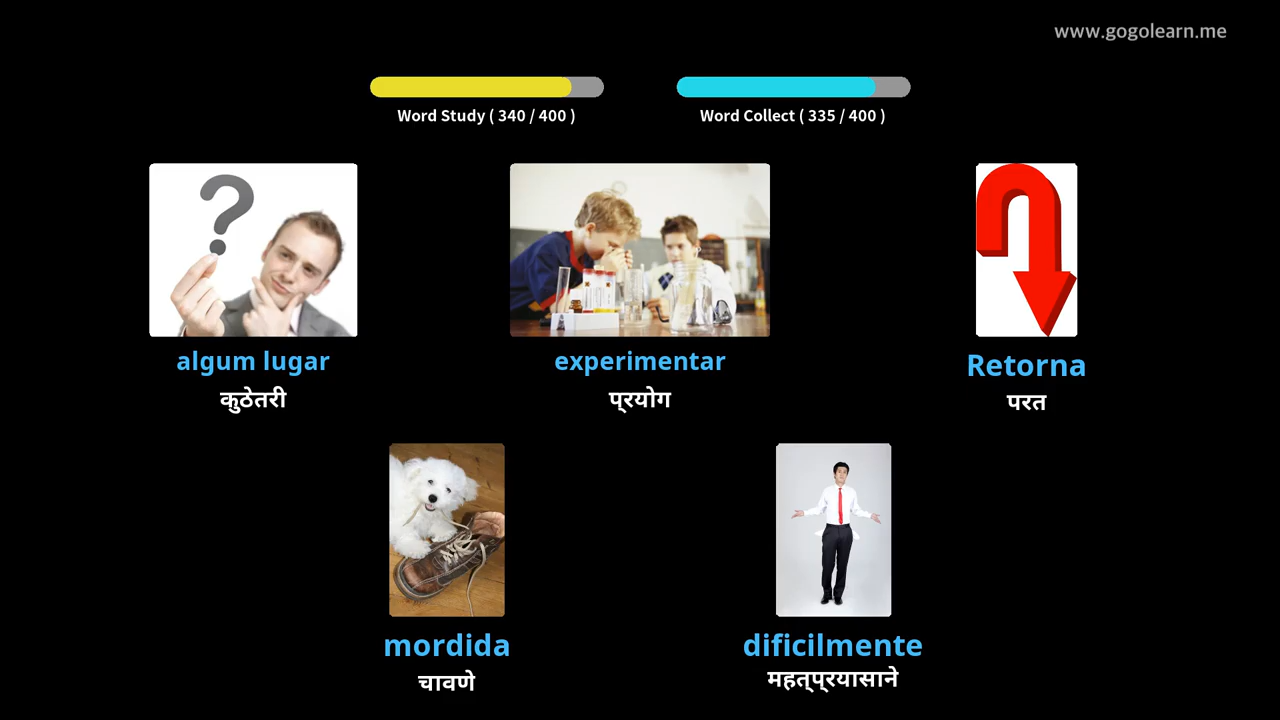 www.gogolearn.me
Word Study ( 340 / 400 )
Word Collect ( 335 / 400 )
algum lugar
कुठेतरी
experimentar
प्रयोग
Retorna
परत
mordida
चावणे
dificilmente
महत्प्रयासाने